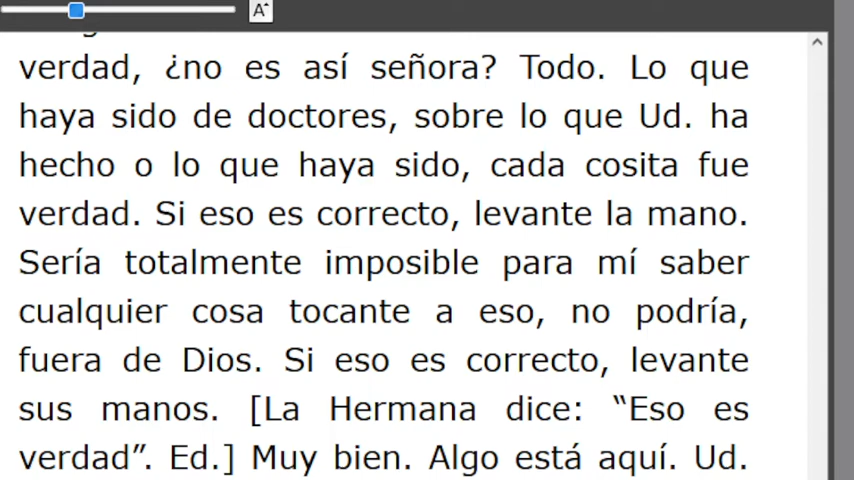 A
verdad, ¿no es así señora? Todo. Lo que
haya sido de doctores, sobre lo que Ud. ha
hecho o lo que haya sido, cada cosita fue
verdad. Si eso es correcto, levante la mano.
Sería totalmente imposible para mí saber
cualquier cosa tocante a eso, no podría,
fuera de Dios. Si eso es correcto, levante
sus manos. [La Hermana dice: “Eso es
verdad”. Ed.] Muy bien. Algo está aquí. Ud.